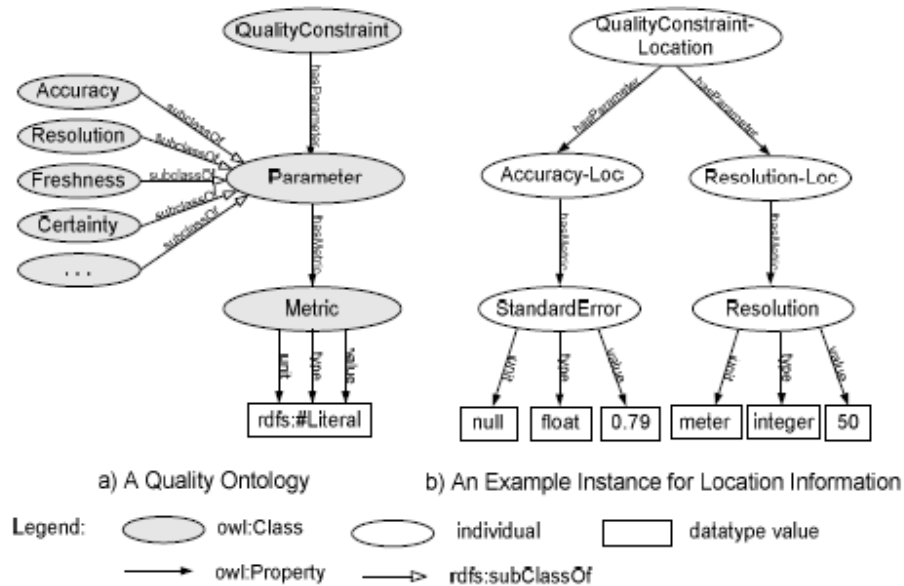 QualityConstraint
hasParameter
Accuracy
subclassOf
Resolution
subclassOf
Freshness
subclassOf
Certainty
subclassOf
. . .
subclassOf
Parameter
hasMetric
Metric
unit
type
value
rdfs:#Literal
a) A Quality Ontology
QualityConstraint-
Location
hasParameter
hasParameter
Accuracy-Loc
Resolution-Loc
hasMetric
hasMetric
StandardError
Resolution
unit
type
value
unit
type
value
null
float
0.79
meter
integer
50
b) An Example Instance for Location Information
Legend:
owl:Class
individual
datatype value
owl:Property
rdfs:subClassOf